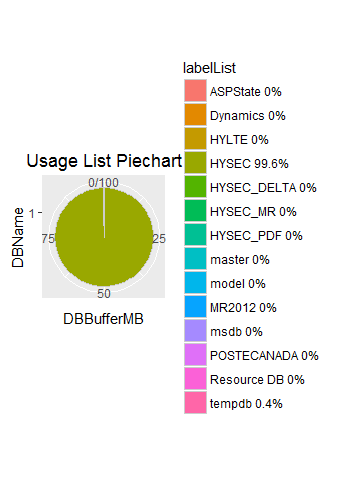 labelList
ASPState 0%
Dynamics 0%
HYLTE 0%
HYSEC 99.6%
HYSEC_DELTA 0%
HYSEC_MR 0%
HYSEC_PDF 0%
master 0%
model 0%
MR2012 0%
msdb 0%
POSTECANADA 0%
Resource DB 0%
tempdb 0.4%
Usage List Piechart
0/100
1
75
25
50
DBName
DBBufferMB